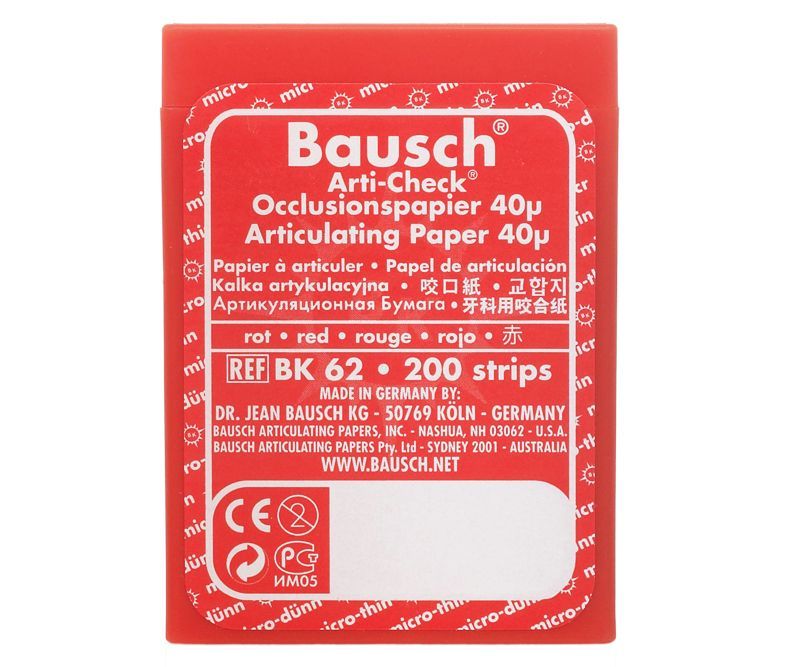 Bausch®
Arti-Check®
Occlusionspapier 40µ
Articulating Paper 40µ
Papier à articuler • Papel de articulación
Kalka artykulacyjna • 咬口紙 • 교합지
Артикуляционная Бумага • 牙科用咬合纸
rot • red • rouge • rojo • 赤
REF BK 62 • 200 strips
MADE IN GERMANY BY:
DR. JEAN BAUSCH KG - 50769 KÖLN - GERMANY
BAUSCH ARTICULATING PAPERS, INC. - NASHUA, NH 03062 - U.S.A.
BAUSCH ARTICULATING PAPERS Pty. Ltd - SYDNEY 2001 - AUSTRALIA
WWW.BAUSCH.NET
CE 2
РСТ
ИМ05
micro-thin
micro-dünn